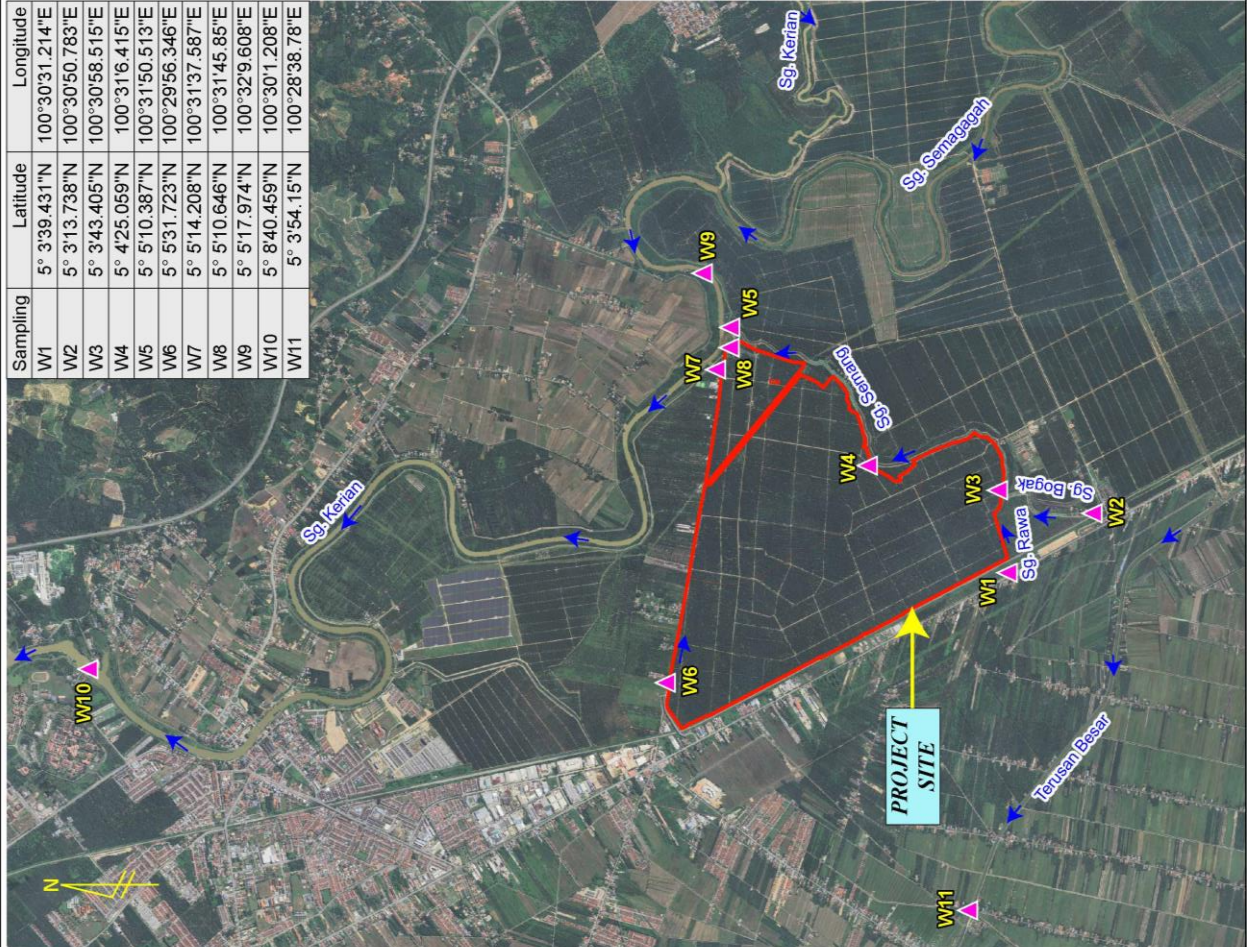 Sampling Latitude Longitude
W1 5° 3'39.431"N 100°30'31.214"E
W2 5° 3'13.738"N 100°30'50.783"E
W3 5° 3'43.405"N 100°30'58.515"E
W4 5° 4'25.059"N 100°31'16.415"E
W5 5° 5'10.387"N 100°31'50.513"E
W6 5° 5'31.723"N 100°29'56.346"E
W7 5° 5'14.208"N 100°31'37.587"E
W8 5° 5'10.646"N 100°31'45.85"E
W9 5° 5'17.974"N 100°32'29.608"E
W10 5° 8'40.459"N 100°30'1.208"E
W11 5° 3'54.15"N 100°28'38.78"E
N
W10
Sg. Kerian
Sg. Kerian
Sg. Semagagah
W9
W5
W7
W8
Sg. Semang
W6
W4
W3
Sg. Bogak
W2
Sg. Rawa
W1
PROJECT
SITE
Terusan Besar
W11